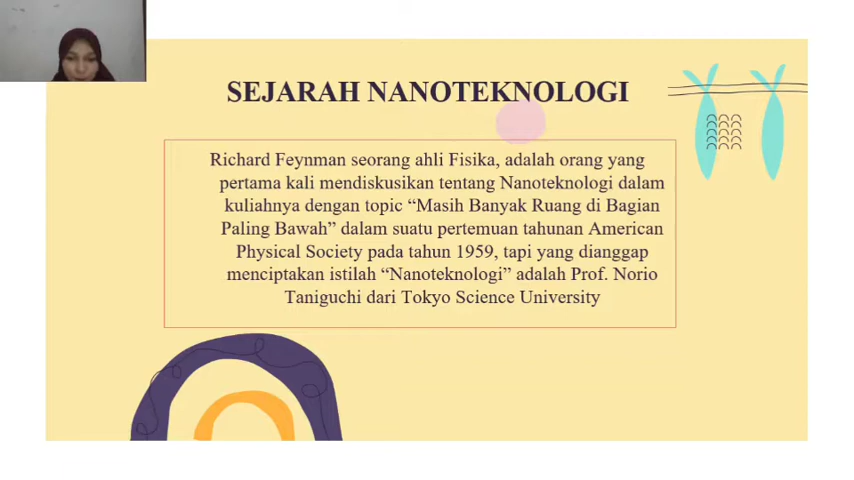 SEJARAH NANOTEKNOLOGI
Richard Feynman seorang ahli Fisika, adalah orang yang
pertama kali mendiskusikan tentang Nanoteknologi dalam
kuliahnya dengan topic “Masih Banyak Ruang di Bagian
Paling Bawah” dalam suatu pertemuan tahunan American
Physical Society pada tahun 1959, tapi yang dianggap
menciptakan istilah “Nanoteknologi” adalah Prof. Norio
Taniguchi dari Tokyo Science University